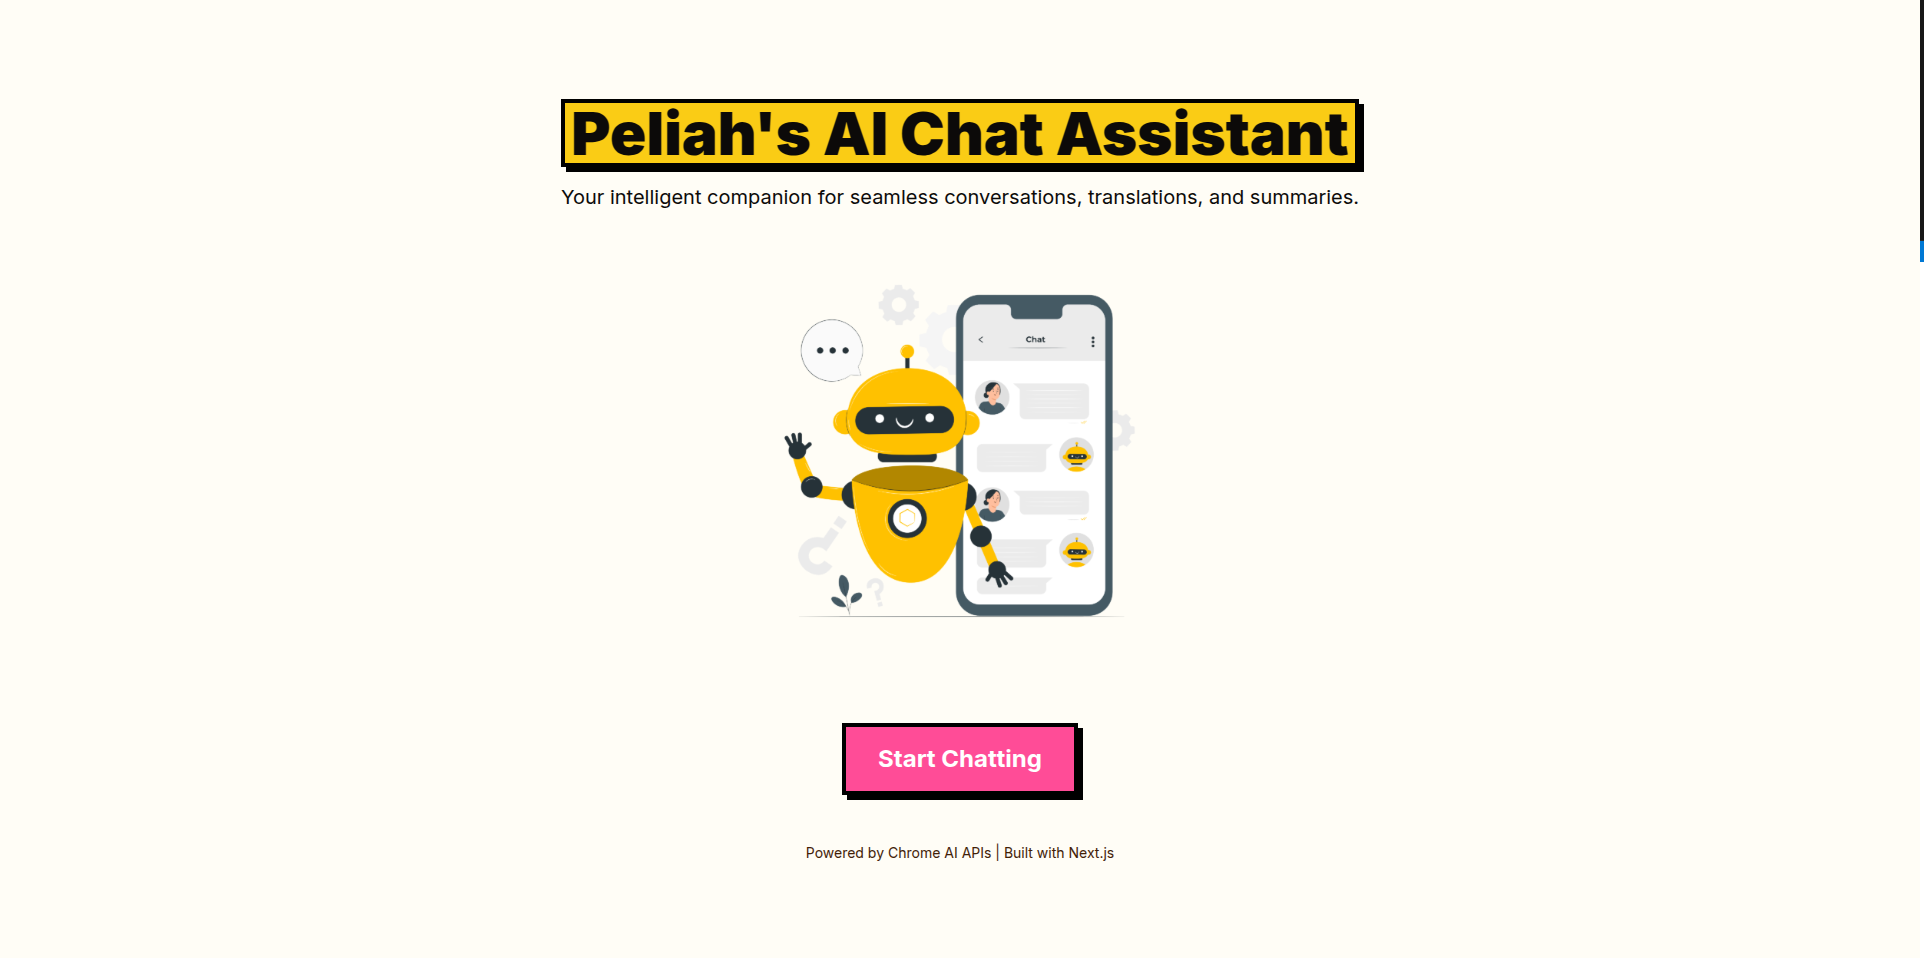 Peliah's AI Chat Assistant
Your intelligent companion for seamless conversations, translations, and summaries.
Chat
Start Chatting
Powered by Chrome AI APIs | Built with Next.js